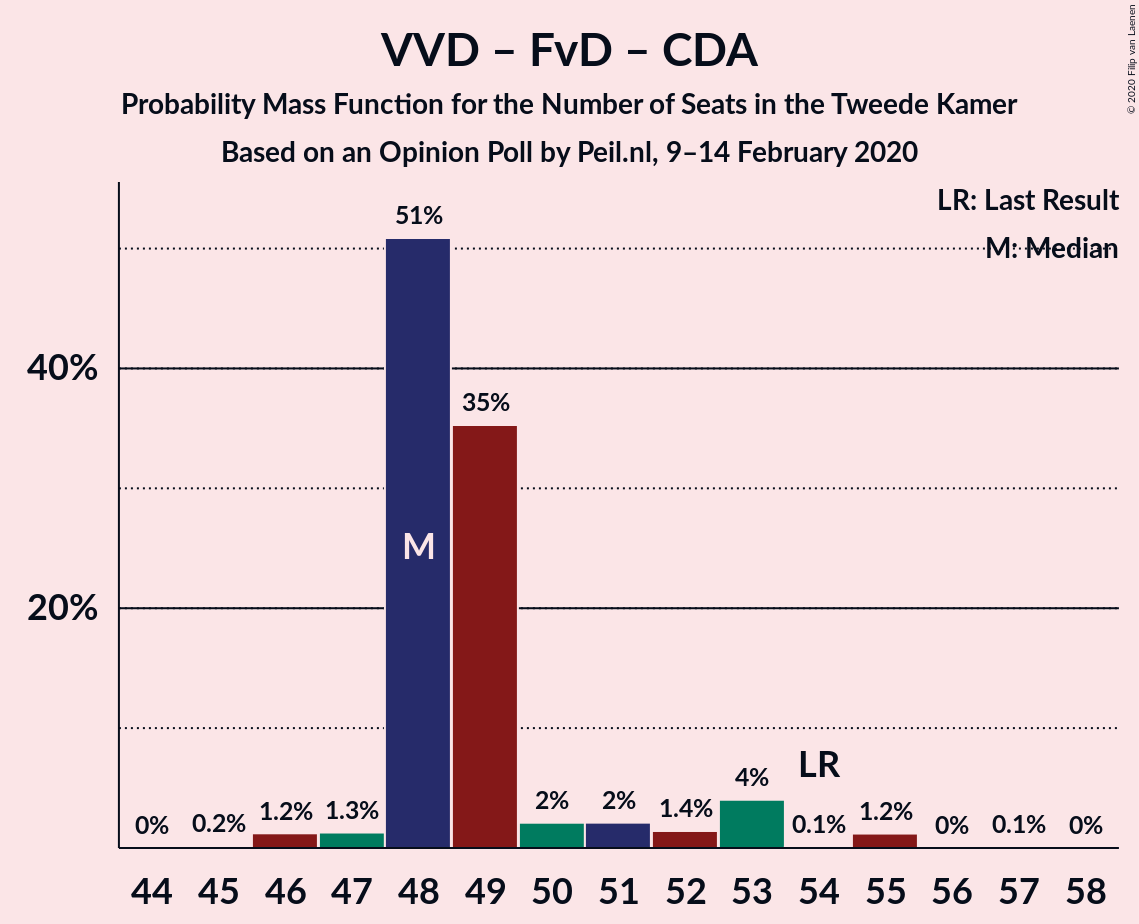 VVD – FvD – CDA
Probability Mass Function for the Number of Seats in the Tweede Kamer
Based on an Opinion Poll by Peil.nl, 9–14 February 2020
© 2020 Filip van Laenen
LR: Last Result
M: Median
51%
40%
35%
M
20%
LR
0% 0.2% 1.2% 1.3% 2% 2% 1.4% 4% 0.1% 1.2% 0% 0.1% 0%
44 45 46 47 48 49 50 51 52 53 54 55 56 57 58